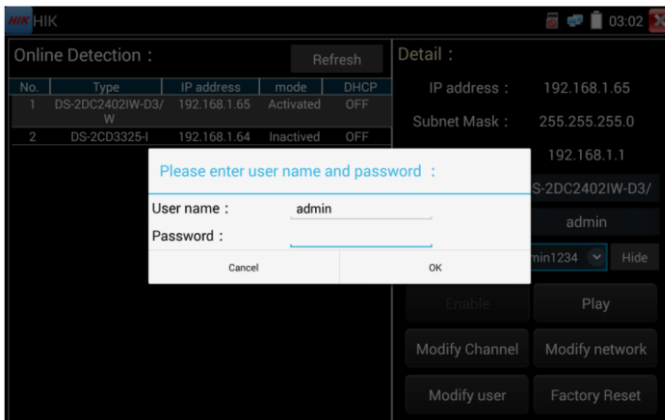 HIK HIK 03:02
Online Detection : Refresh
No. Type IP address mode DHCP
1 DS-2DC2402IW-D3/W 192.168.1.65 Activated OFF
2 DS-2CD3325-I 192.168.1.64 Inactived OFF
Detail :
IP address : 192.168.1.65
Subnet Mask : 255.255.255.0
192.168.1.1
S-2DC2402IW-D3/
admin
min1234 Hide
Please enter user name and password :
User name : admin
Password :
Cancel OK
Enable Play
Modify Channel Modify network
Modify user Factory Reset